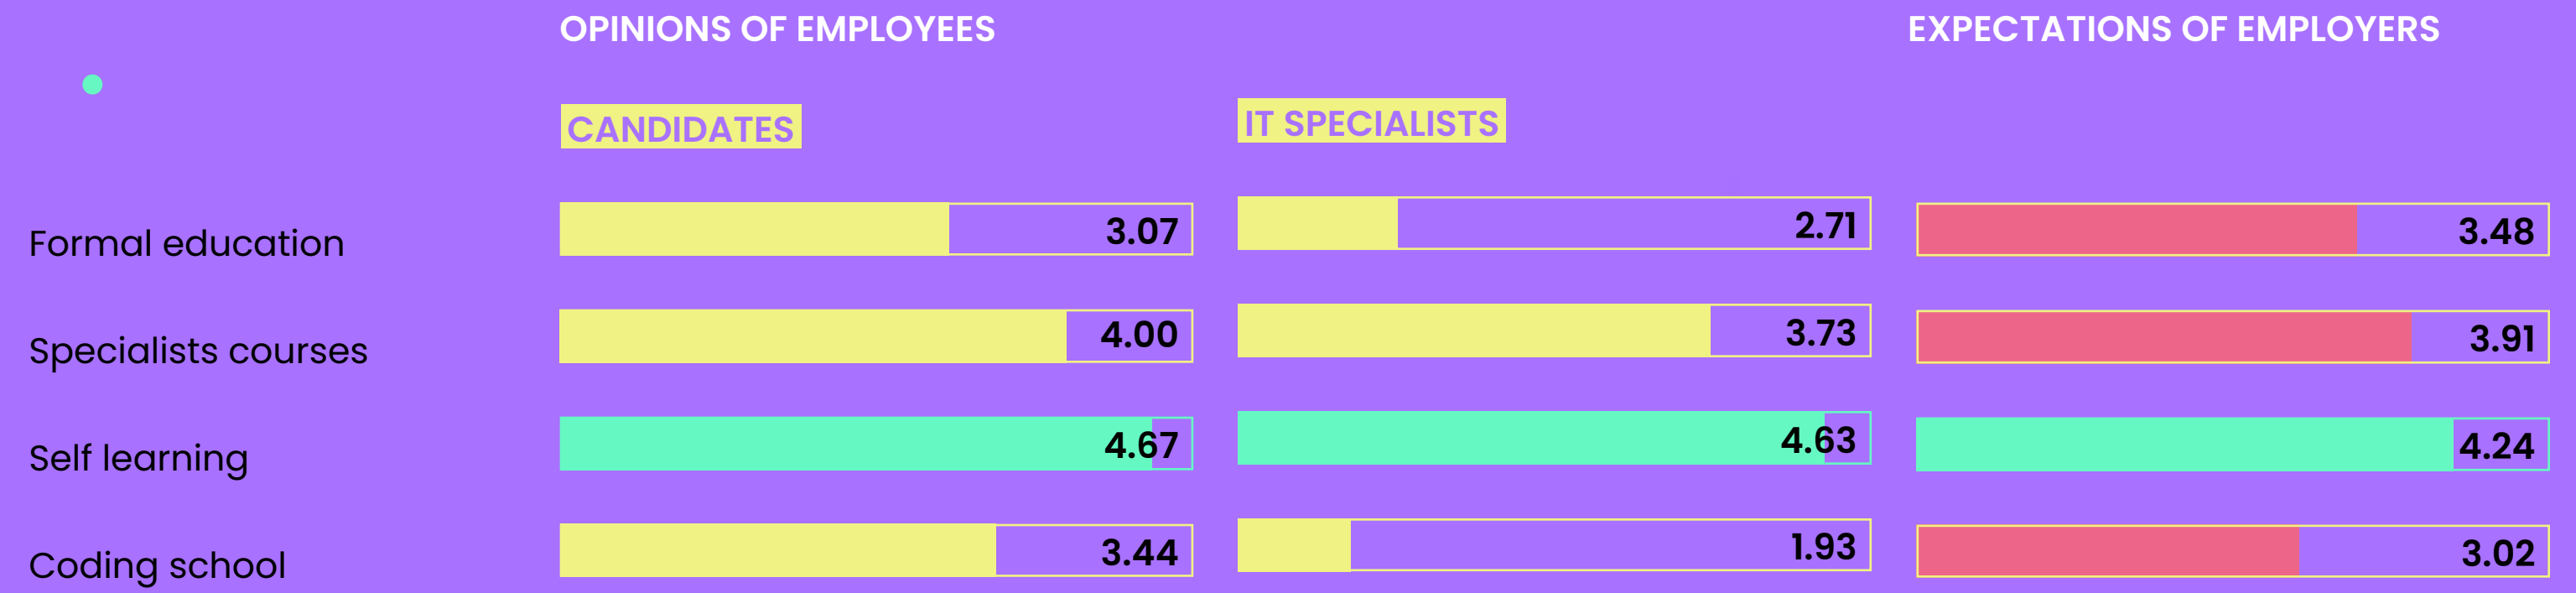 OPINIONS OF EMPLOYEES EXPECTATIONS OF EMPLOYERS
CANDIDATES IT SPECIALISTS
Formal education 3.07 2.71 3.48
Specialists courses 4.00 3.73 3.91
Self learning 4.67 4.63 4.24
Coding school 3.44 1.93 3.02